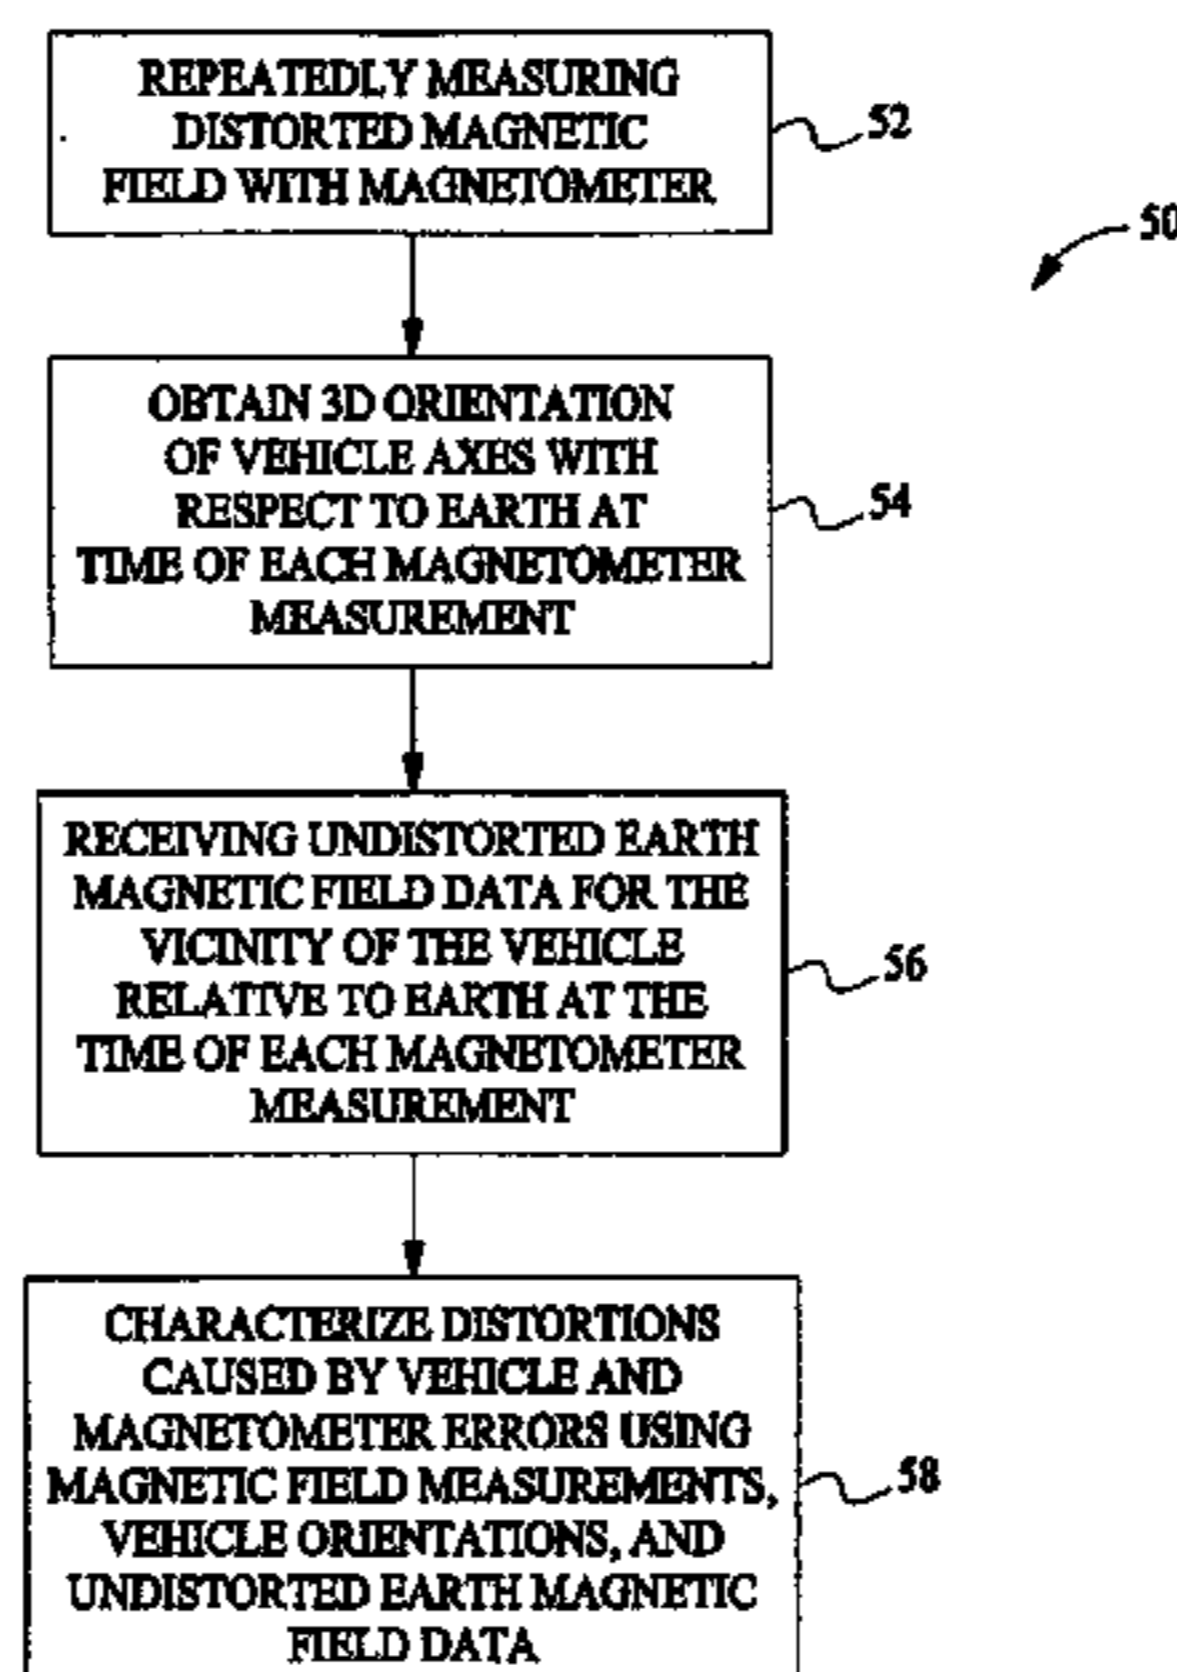 REPEATEDLY MEASURING
DISTORTED MAGNETIC
FIELD WITH MAGNETOMETER
52
50
OBTAIN 3D ORIENTATION
OF VEHICLE AXES WITH
RESPECT TO EARTH AT
TIME OF EACH MAGNETOMETER
MEASUREMENT
54
RECEIVING UNDISTORTED EARTH
MAGNETIC FIELD DATA FOR THE
VICINITY OF THE VEHICLE
RELATIVE TO EARTH AT THE
TIME OF EACH MAGNETOMETER
MEASUREMENT
56
CHARACTERIZE DISTORTIONS
CAUSED BY VEHICLE AND
MAGNETOMETER ERRORS USING
MAGNETIC FIELD MEASUREMENTS,
VEHICLE ORIENTATIONS, AND
UNDISTORTED EARTH MAGNETIC
FIELD DATA
58